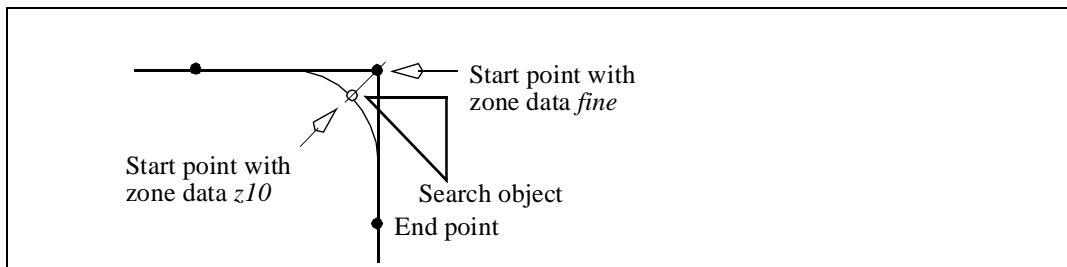 Start point with
zone data fine
Start point with
zone data z10
Search object
End point